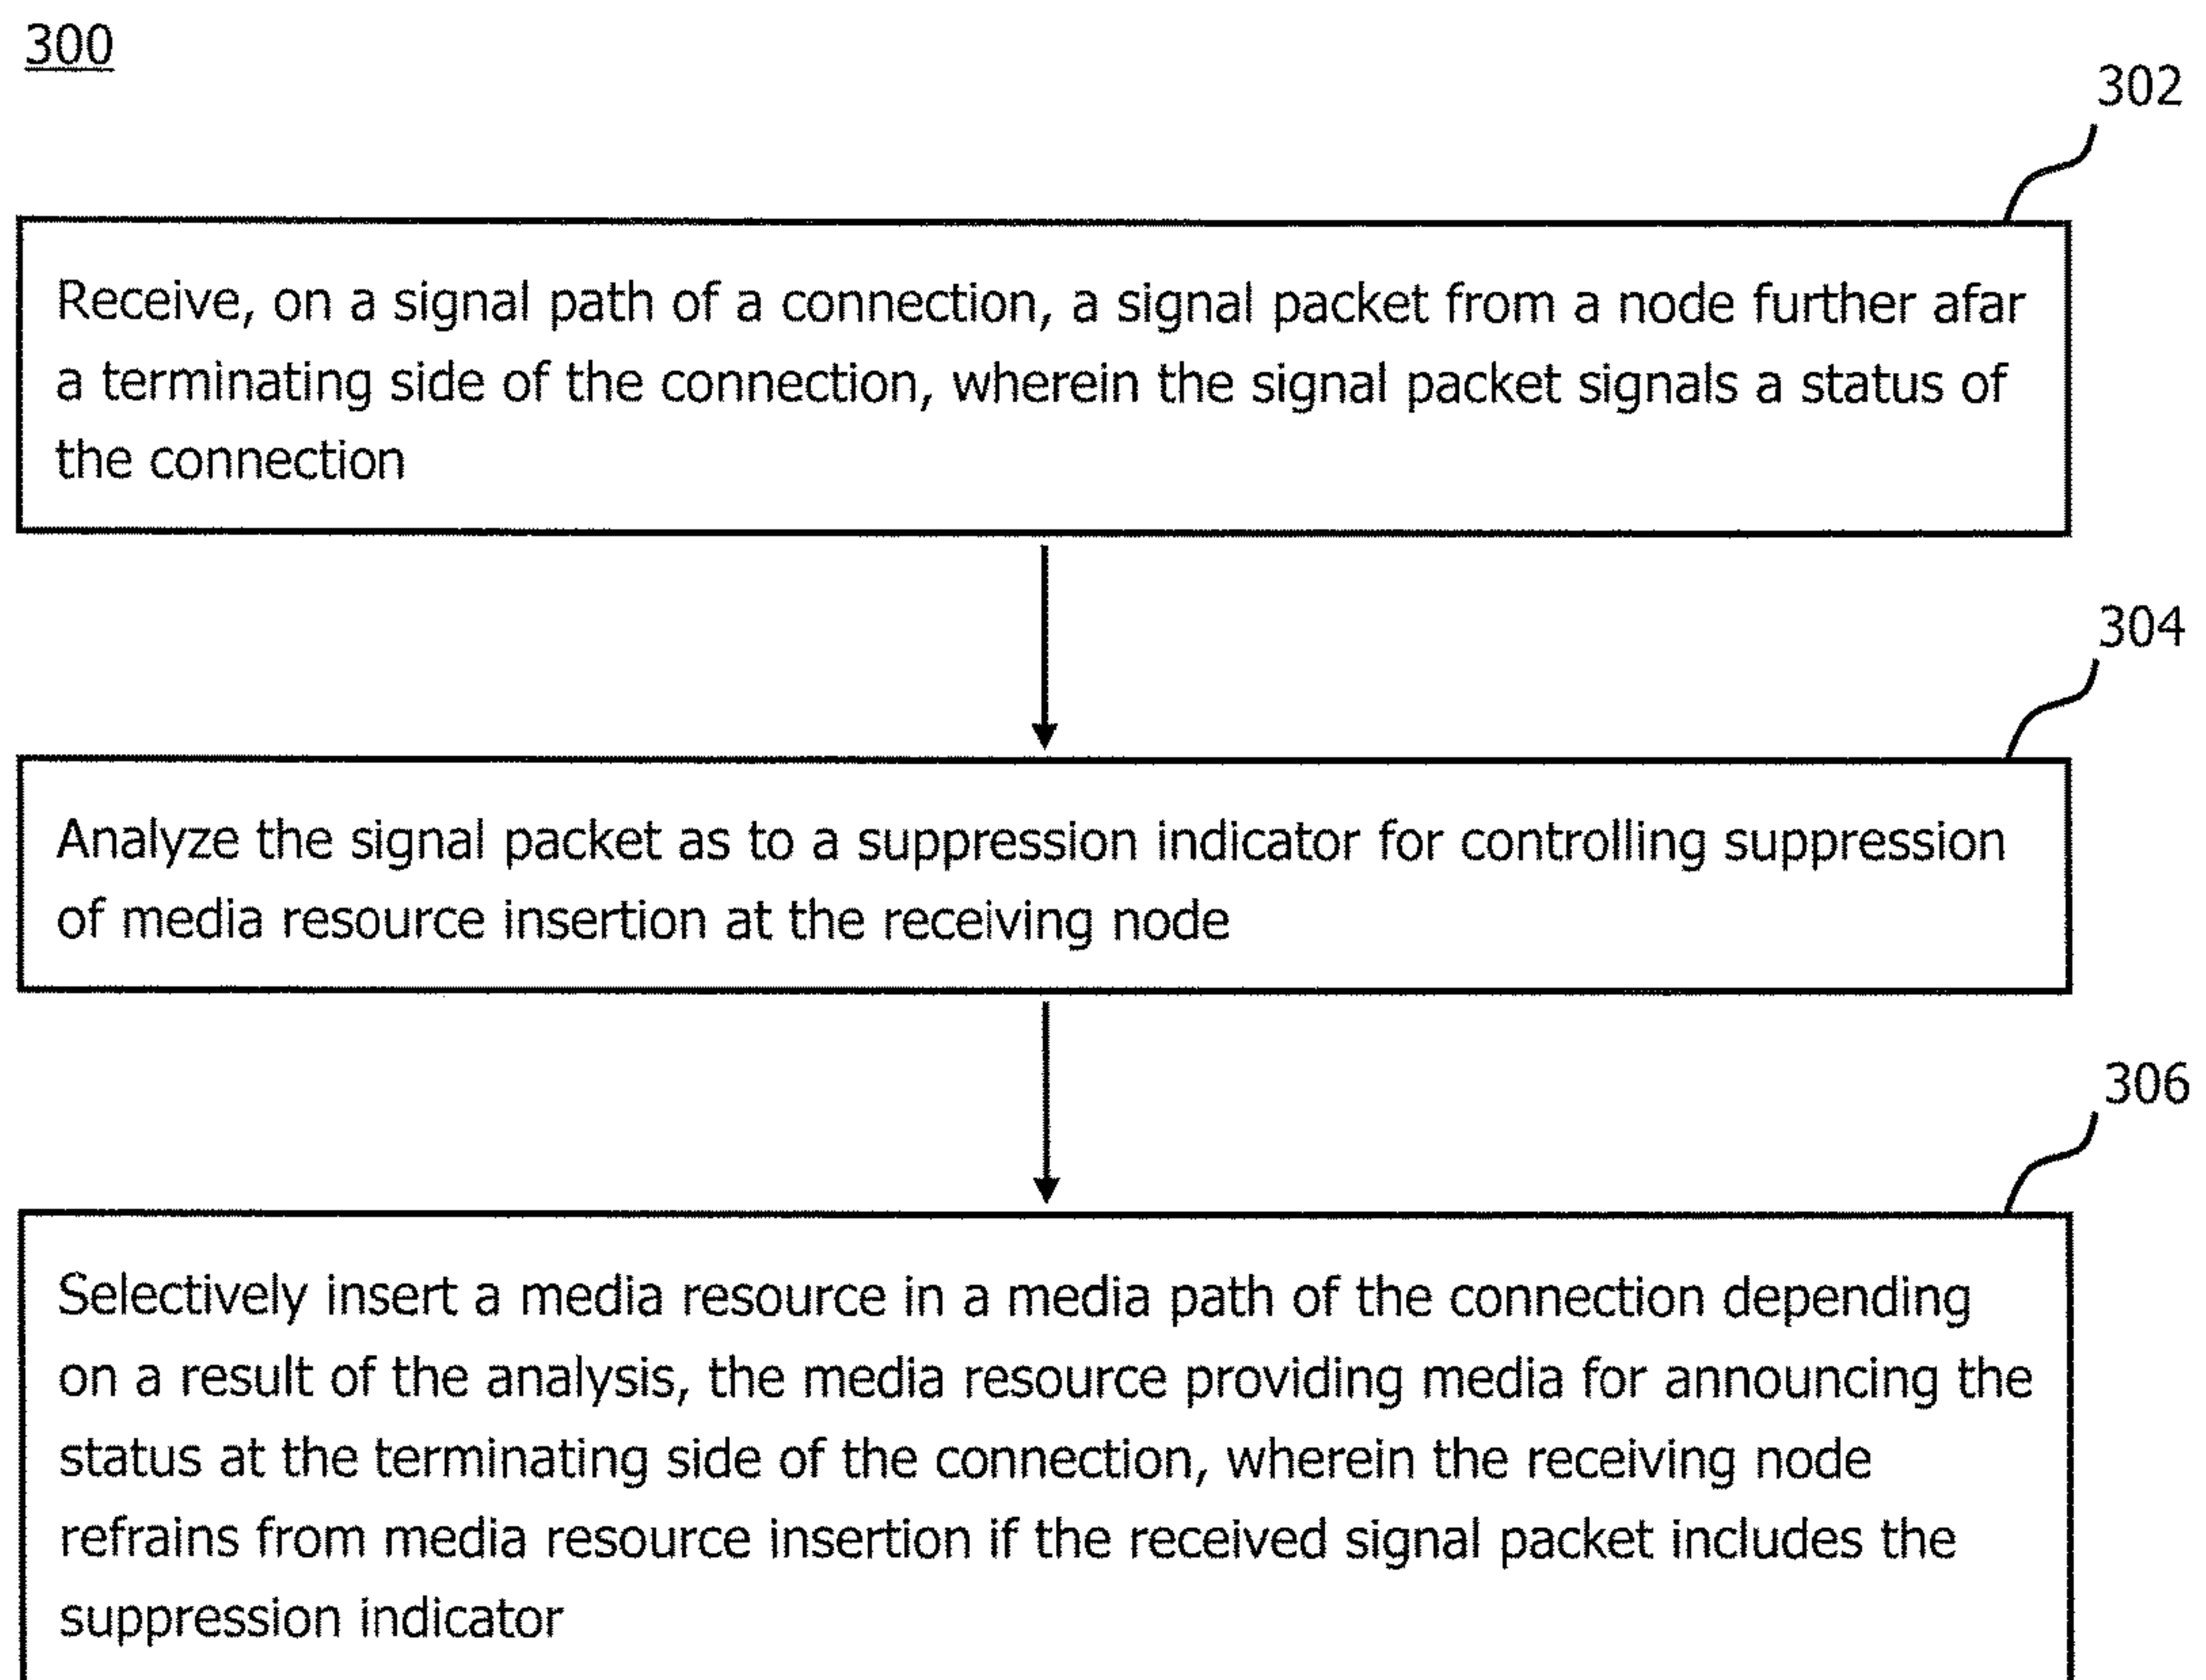 300
302
Receive, on a signal path of a connection, a signal packet from a node further afar
a terminating side of the connection, wherein the signal packet signals a status of
the connection
304
Analyze the signal packet as to a suppression indicator for controlling suppression
of media resource insertion at the receiving node
306
Selectively insert a media resource in a media path of the connection depending
on a result of the analysis, the media resource providing media for announcing the
status at the terminating side of the connection, wherein the receiving node
refrains from media resource insertion if the received signal packet includes the
suppression indicator